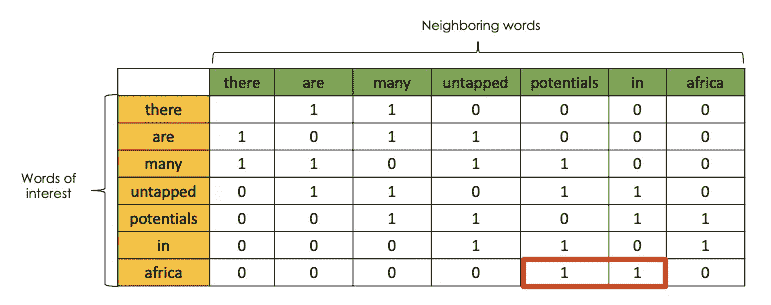 Neighboring words
there are many untapped potentials in africa
there 1 1 0 0 0 0
are 1 0 1 1 0 0 0
many 1 1 0 1 1 0 0
Words of
interest
untapped 0 1 1 0 1 1 0
potentials 0 0 1 1 0 1 1
in 0 0 0 1 1 0 1
africa 0 0 0 0 1 1 0